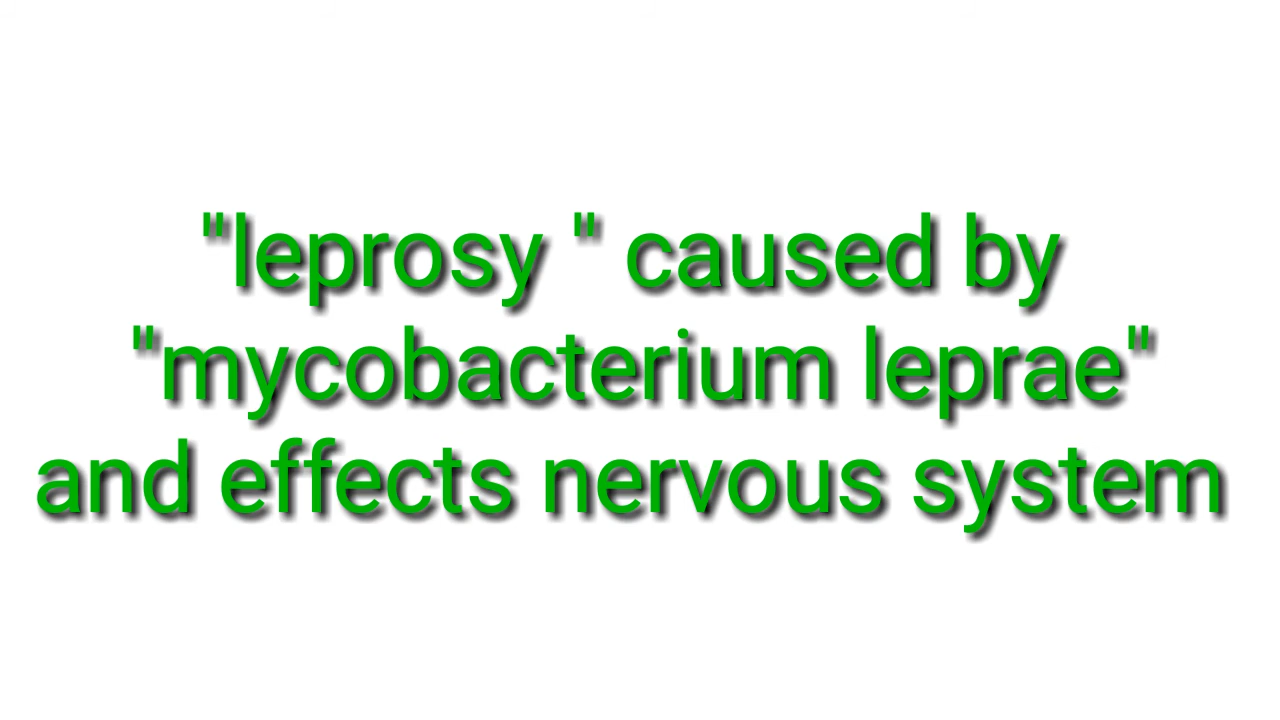 "leprosy " caused by
"mycobacterium leprae"
and effects nervous system